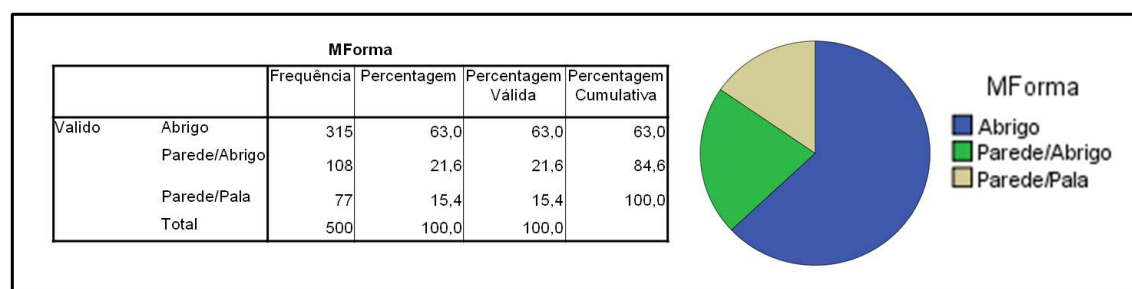 MForma
Frequência Percentagem Percentagem Percentagem
Válida Cumulativa
Valido Abrigo 315 63,0 63,0 63,0
Parede/Abrigo 108 21,6 21,6 84,6
Parede/Pala 77 15,4 15,4 100,0
Total 500 100,0 100,0
MForma
Abrigo
Parede/Abrigo
Parede/Pala